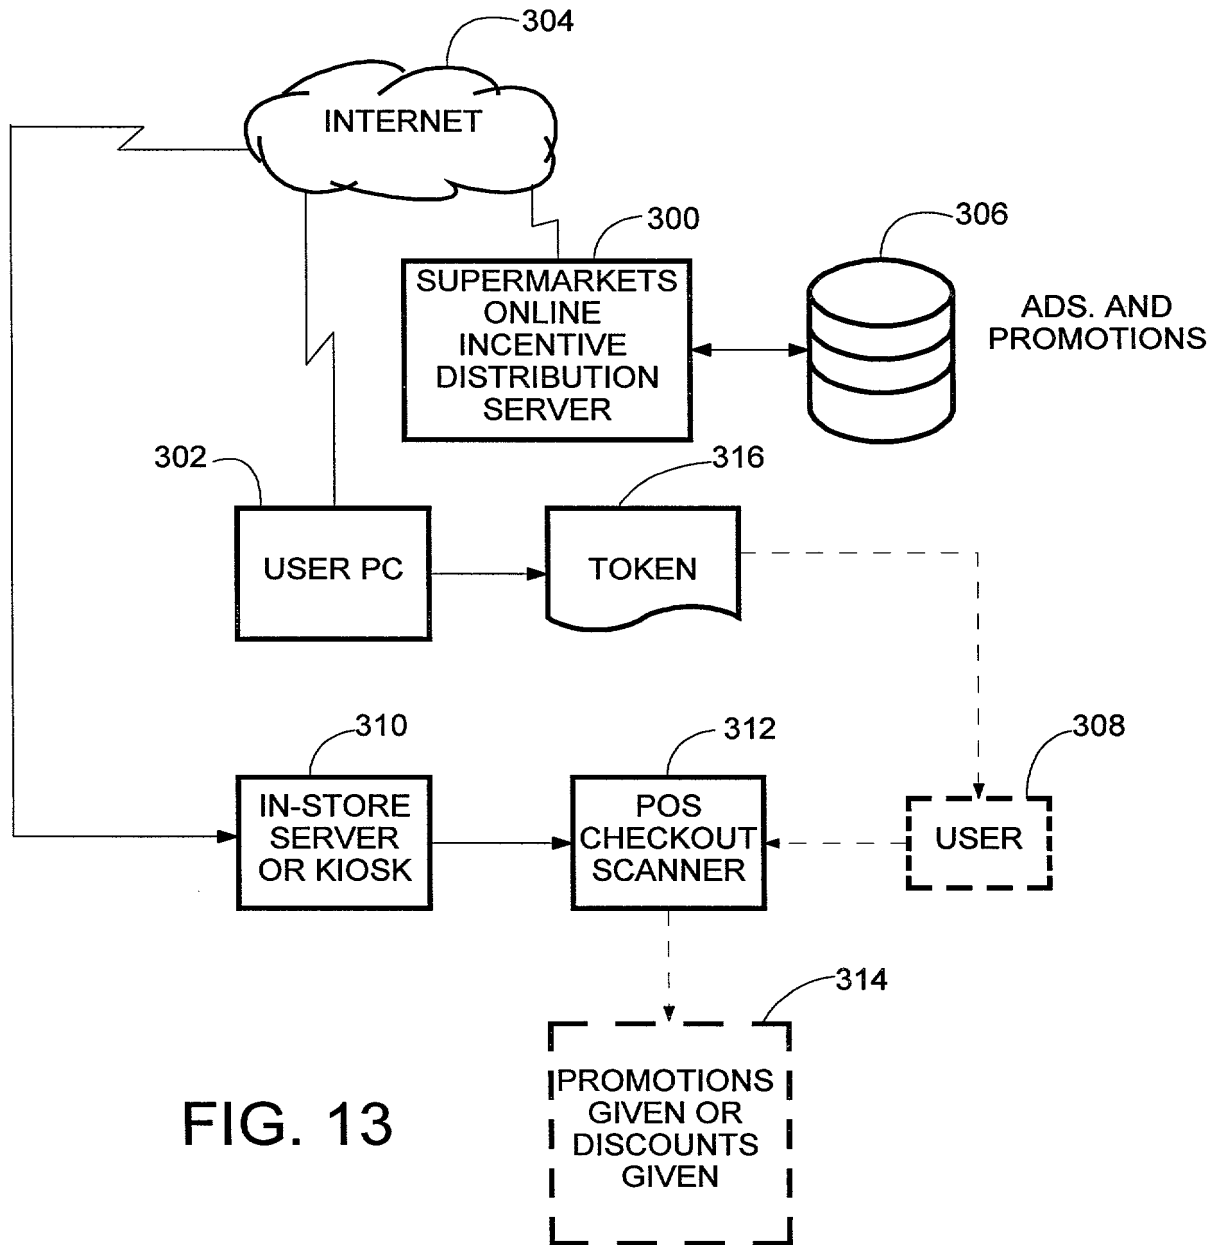 304
INTERNET
300
306
SUPERMARKETS
ONLINE
INCENTIVE
DISTRIBUTION
SERVER
ADS. AND
PROMOTIONS
302
316
USER PC
TOKEN
310
312
308
IN-STORE
SERVER
OR KIOSK
POS
CHECKOUT
SCANNER
USER
314
PROMOTIONS
GIVEN OR
DISCOUNTS
GIVEN
FIG. 13